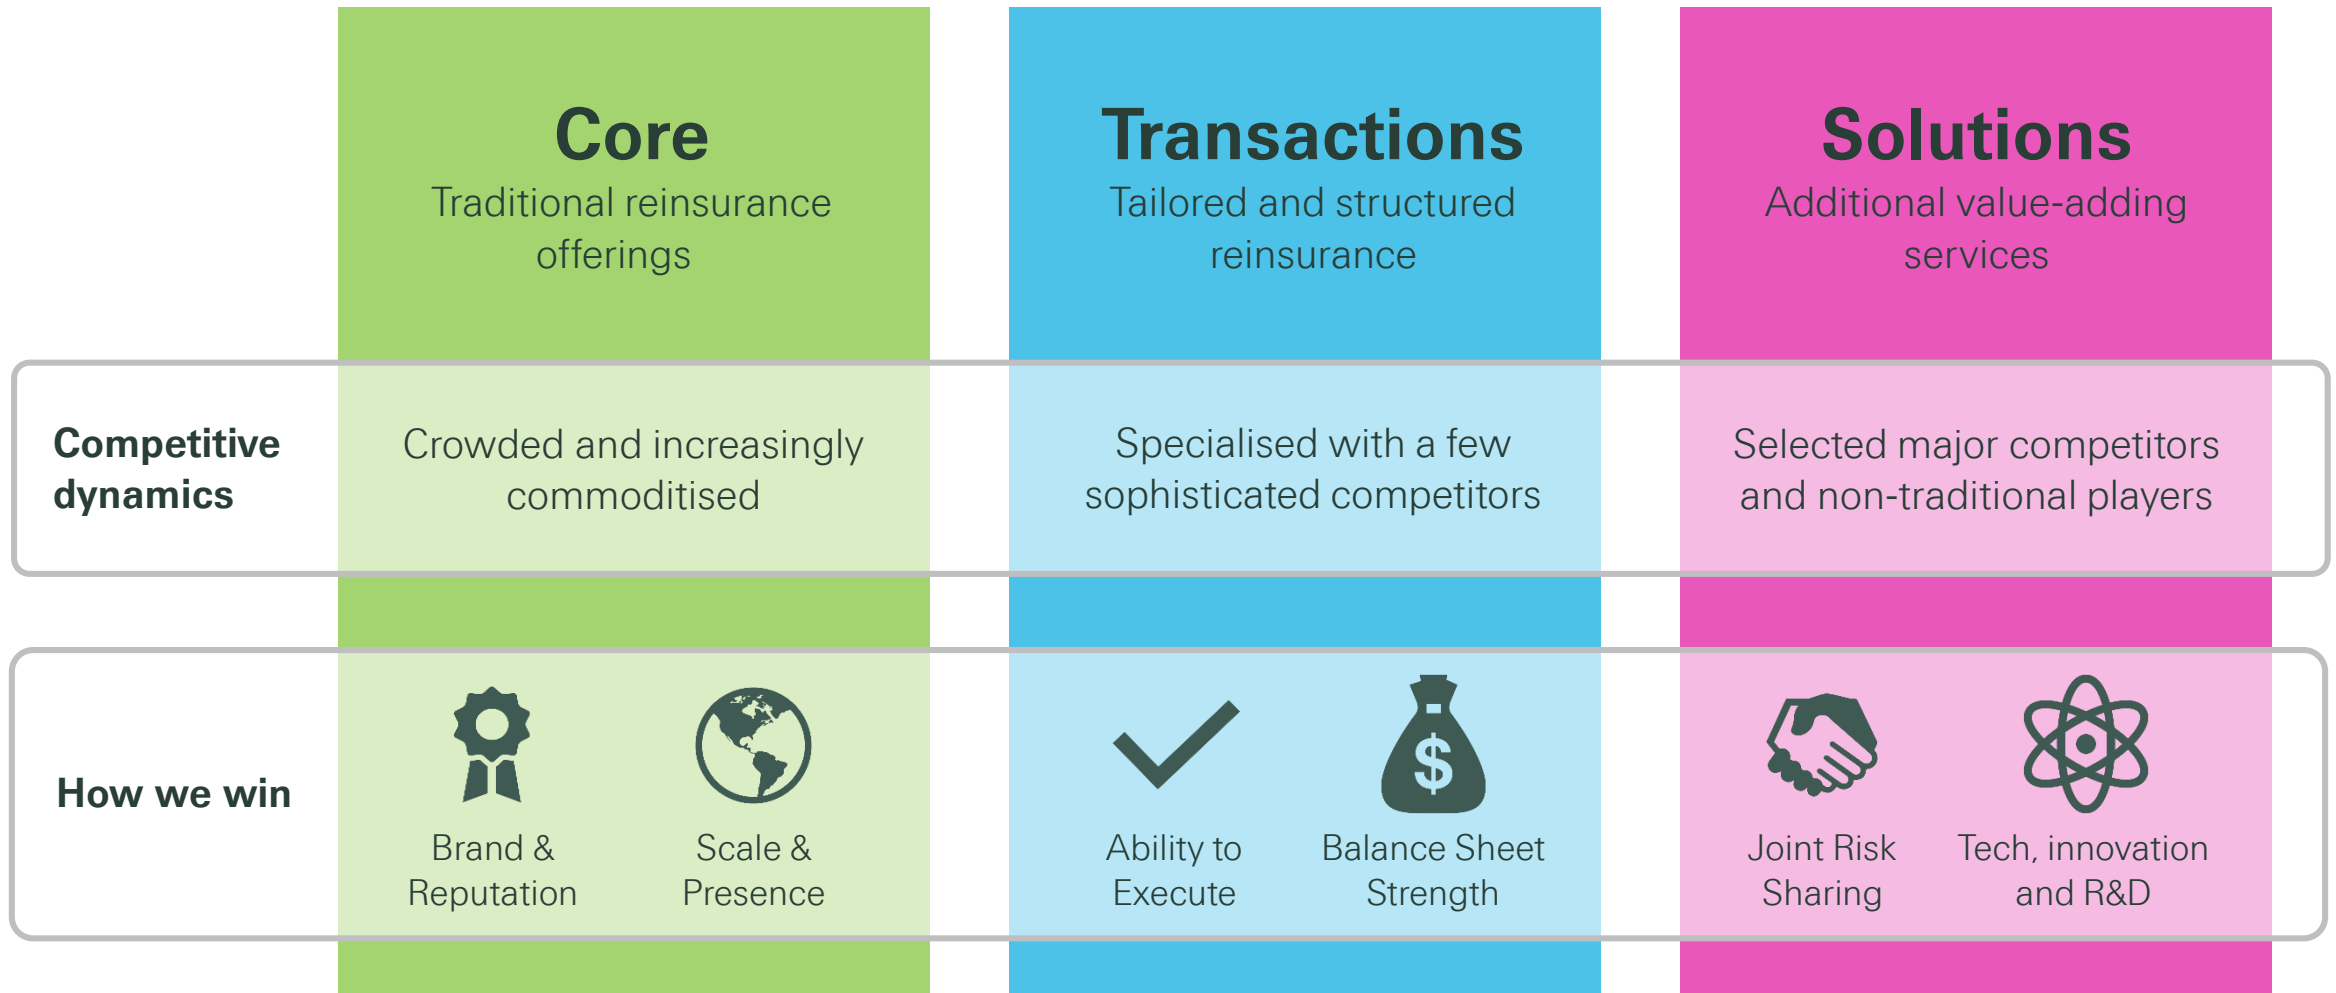 Core
Traditional reinsurance
offerings
Transactions
Tailored and structured
reinsurance
Solutions
Additional value-adding
services
Competitive
dynamics
Crowded and increasingly
commoditised
Specialised with a few
sophisticated competitors
Selected major competitors
and non-traditional players
How we win
Brand &
Reputation
Scale &
Presence
Ability to
Execute
$
Balance Sheet
Strength
Joint Risk
Sharing
Tech, innovation
and R&D